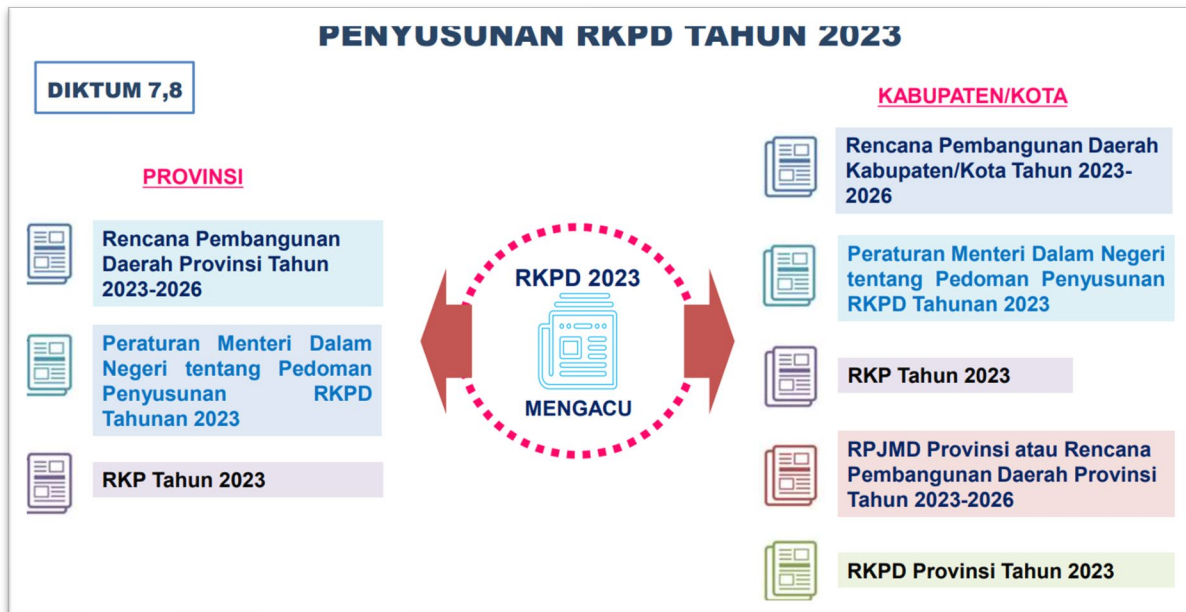 PENYUSUNAN RKPD TAHUN 2023
DIKTUM 7,8
PROVINSI
Rencana Pembangunan
Daerah Provinsi Tahun
2023-2026
Peraturan Menteri Dalam
Negeri tentang Pedoman
Penyusunan RKPD
Tahunan 2023
RKP Tahun 2023
RKPD 2023
MENGACU
KABUPATEN/KOTA
Rencana Pembangunan Daerah
Kabupaten/Kota Tahun 2023-
2026
Peraturan Menteri Dalam Negeri
tentang Pedoman Penyusunan
RKPD Tahunan 2023
RKP Tahun 2023
RPJMD Provinsi atau Rencana
Pembangunan Daerah Provinsi
Tahun 2023-2026
RKPD Provinsi Tahun 2023